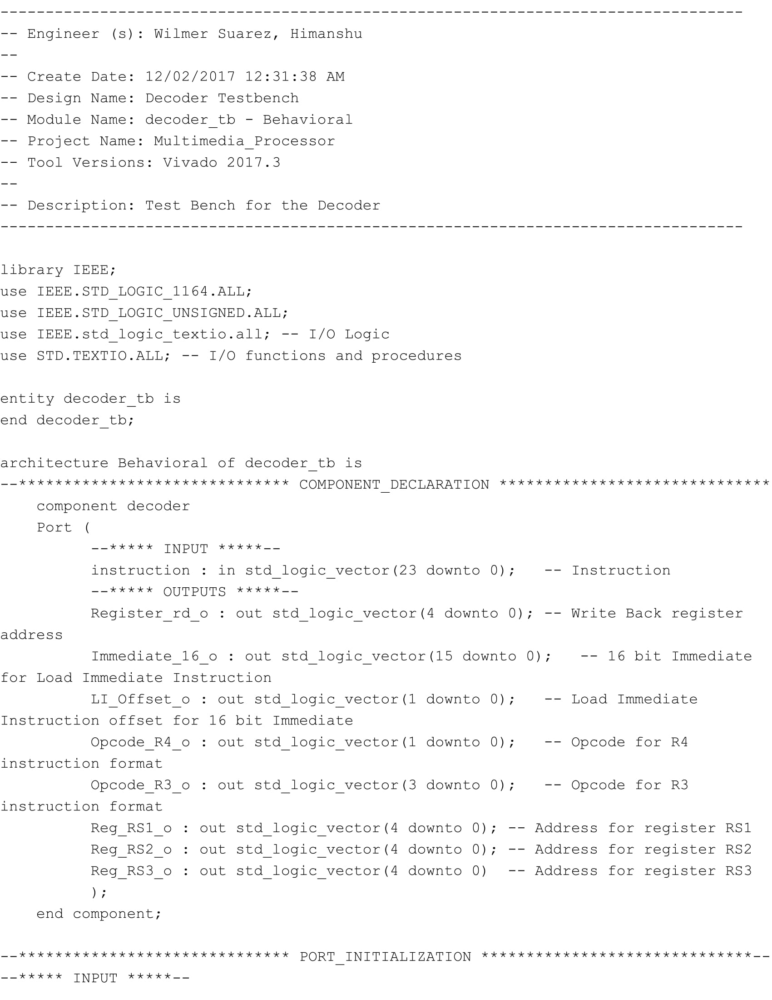 ----------------------------------------------------------------------------------
-- Engineer (s): Wilmer Suarez, Himanshu
--
-- Create Date: 12/02/2017 12:31:38 AM
-- Design Name: Decoder Testbench
-- Module Name: decoder_tb - Behavioral
-- Project Name: Multimedia_Processor
-- Tool Versions: Vivado 2017.3
--
-- Description: Test Bench for the Decoder
----------------------------------------------------------------------------------

library IEEE;
use IEEE.STD_LOGIC_1164.ALL;
use IEEE.STD_LOGIC_UNSIGNED.ALL;
use IEEE.std_logic_textio.all; -- I/O Logic
use STD.TEXTIO.ALL; -- I/O functions and procedures

entity decoder_tb is
end decoder_tb;

architecture Behavioral of decoder_tb is
--****************************** COMPONENT_DECLARATION ******************************
    component decoder
    Port (
          --***** INPUT *****--
          instruction : in std_logic_vector(23 downto 0);   -- Instruction
          --***** OUTPUTS *****--
          Register_rd_o : out std_logic_vector(4 downto 0); -- Write Back register
address
          Immediate_16_o : out std_logic_vector(15 downto 0);   -- 16 bit Immediate
for Load Immediate Instruction
          LI_Offset_o : out std_logic_vector(1 downto 0);   -- Load Immediate
Instruction offset for 16 bit Immediate
          Opcode_R4_o : out std_logic_vector(1 downto 0);   -- Opcode for R4
instruction format
          Opcode_R3_o : out std_logic_vector(3 downto 0);   -- Opcode for R3
instruction format
          Reg_RS1_o : out std_logic_vector(4 downto 0); -- Address for register RS1
          Reg_RS2_o : out std_logic_vector(4 downto 0); -- Address for register RS2
          Reg_RS3_o : out std_logic_vector(4 downto 0)  -- Address for register RS3
          );
    end component;

--****************************** PORT_INITIALIZATION ******************************--
--***** INPUT *****--